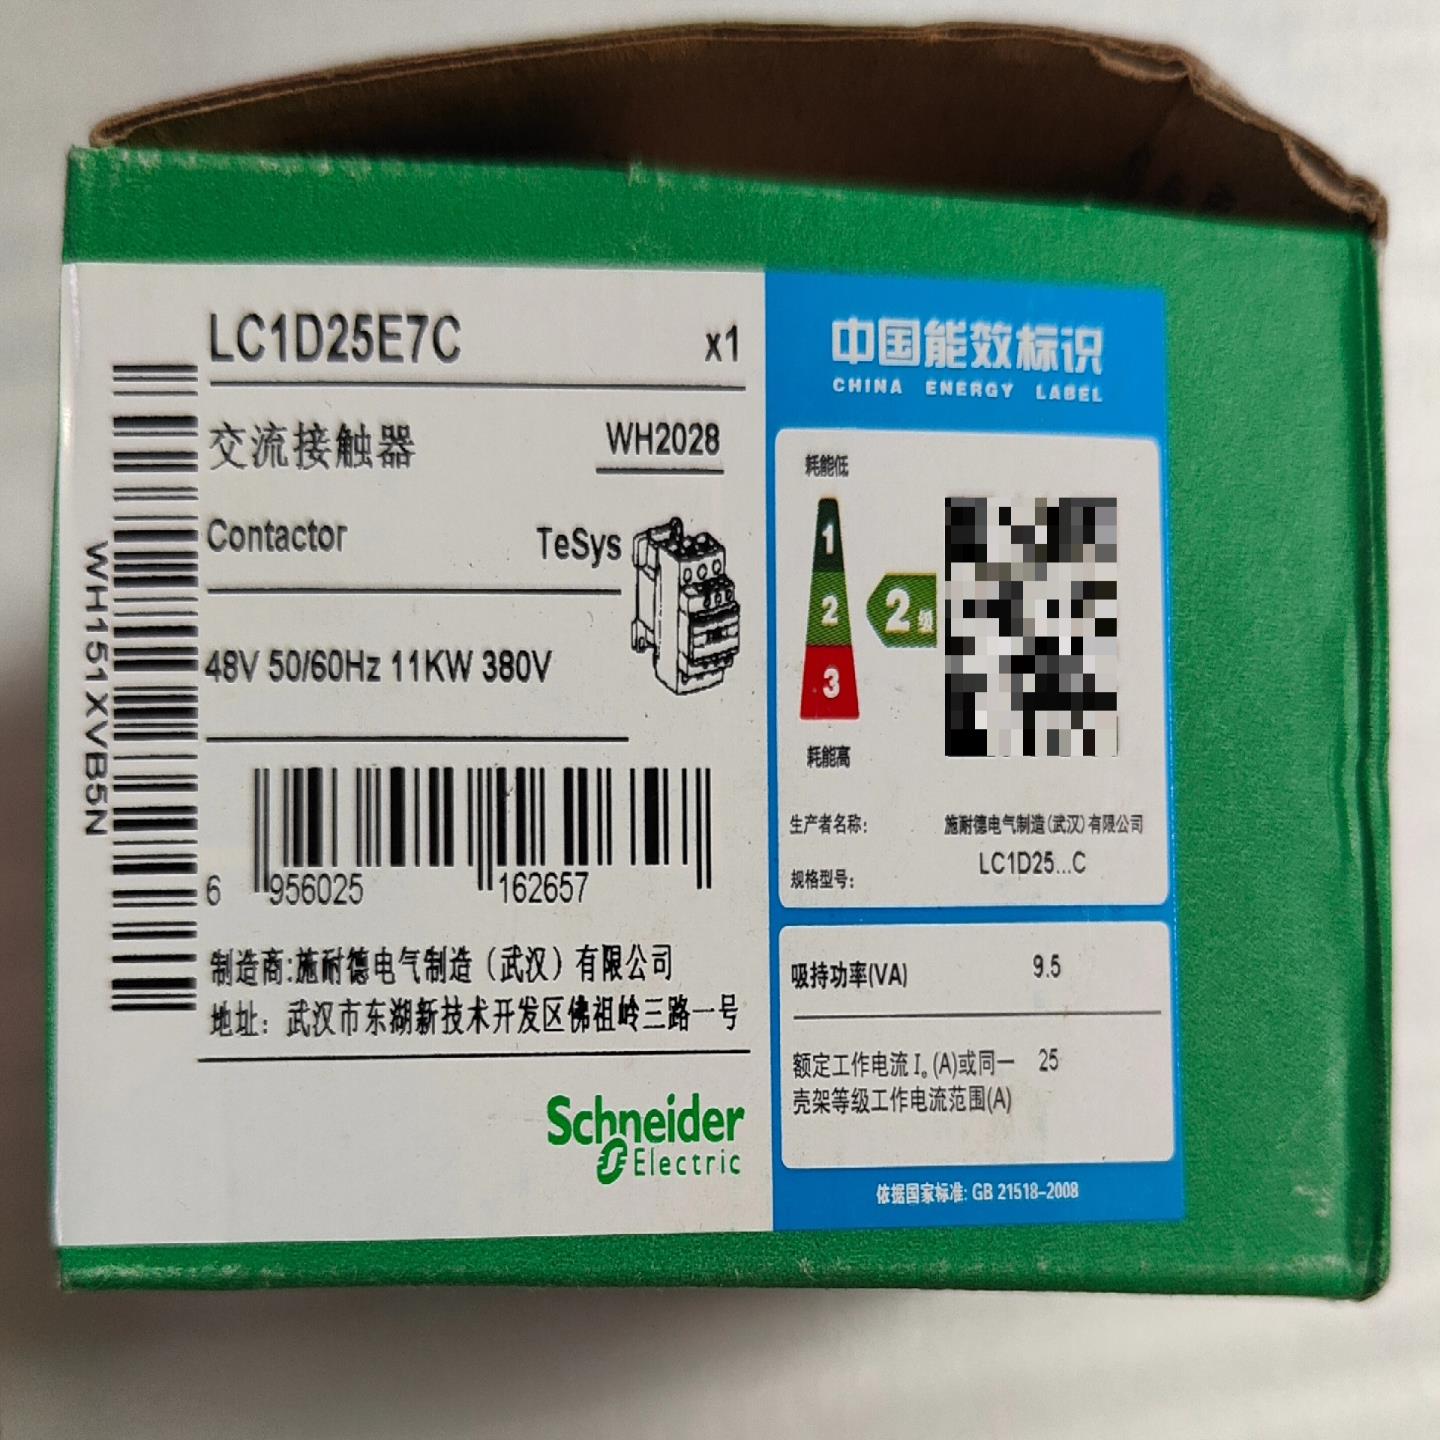 LC1D25E7C x1
交流接触器 WH2028
Contactor TeSys
48V 50/60Hz 11KW 380V
WH151XVB5N
6 956025 162657
制造商:施耐德电气制造（武汉）有限公司
地址：武汉市东湖新技术开发区佛祖岭三路一号
Schneider
Electric
中国能效标识
CHINA ENERGY LABEL
耗能低
1
2
2级
3
耗能高
生产者名称: 施耐德电气制造(武汉)有限公司
规格型号: LC1D25...C
吸持功率(VA) 9.5
额定工作电流Iₑ(A)或同一 25
壳架等级工作电流范围(A)
依据国家标准: GB 21518-2008